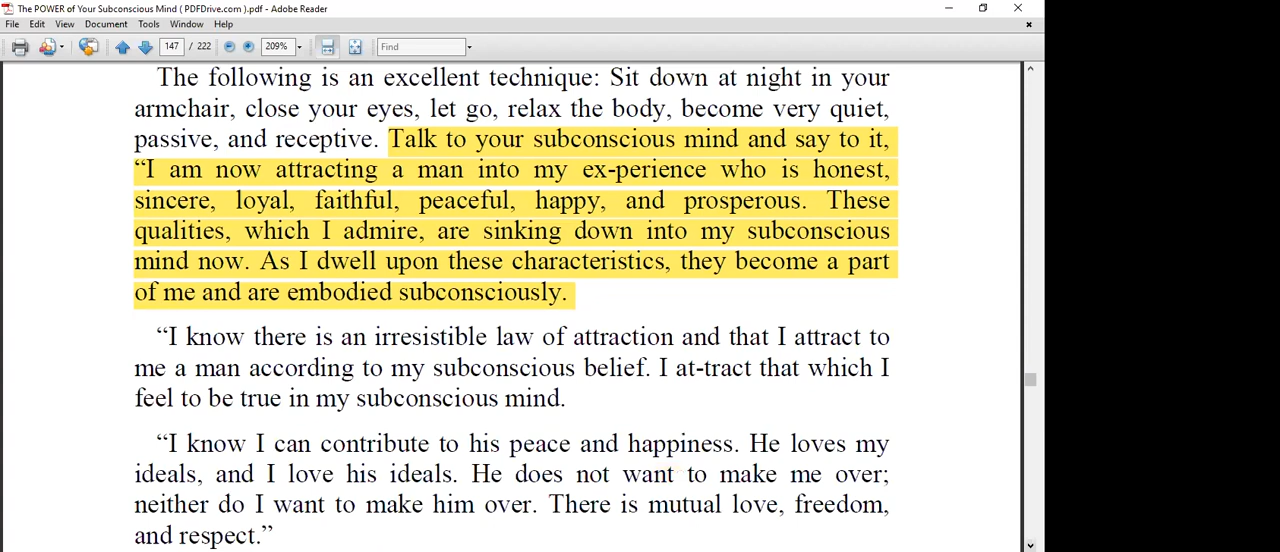 The POWER of Your Subconscious Mind ( PDFDrive.com ).pdf - Adobe Reader
File Edit View Document Tools Window Help
147 / 222 209% Find
The following is an excellent technique: Sit down at night in your
armchair, close your eyes, let go, relax the body, become very quiet,
passive, and receptive. Talk to your subconscious mind and say to it,
“I am now attracting a man into my ex-perience who is honest,
sincere, loyal, faithful, peaceful, happy, and prosperous. These
qualities, which I admire, are sinking down into my subconscious
mind now. As I dwell upon these characteristics, they become a part
of me and are embodied subconsciously.
“I know there is an irresistible law of attraction and that I attract to
me a man according to my subconscious belief. I at-tract that which I
feel to be true in my subconscious mind.
“I know I can contribute to his peace and happiness. He loves my
ideals, and I love his ideals. He does not want to make me over;
neither do I want to make him over. There is mutual love, freedom,
and respect.”